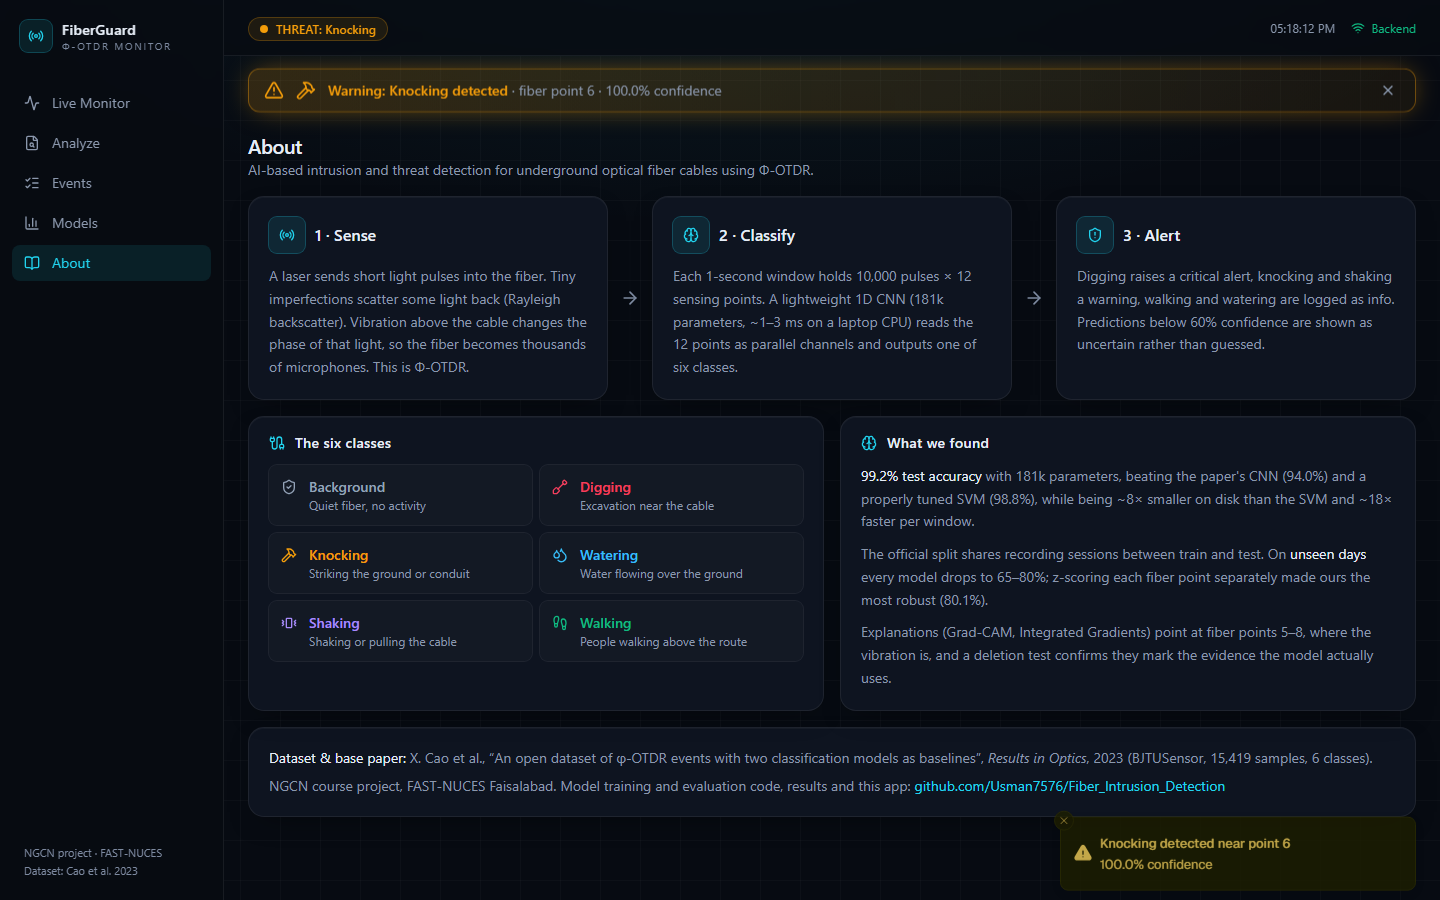 FiberGuard
Φ-OTDR MONITOR
Live Monitor
Analyze
Events
Models
About
NGCN project · FAST-NUCES
Dataset: Cao et al. 2023
THREAT: Knocking
05:18:12 PM
Backend
Warning: Knocking detected · fiber point 6 · 100.0% confidence
About
AI-based intrusion and threat detection for underground optical fiber cables using Φ-OTDR.
1 · Sense
A laser sends short light pulses into the fiber. Tiny
imperfections scatter some light back (Rayleigh
backscatter). Vibration above the cable changes the
phase of that light, so the fiber becomes thousands
of microphones. This is Φ-OTDR.
2 · Classify
Each 1-second window holds 10,000 pulses × 12
sensing points. A lightweight 1D CNN (181k
parameters, ~1–3 ms on a laptop CPU) reads the
12 points as parallel channels and outputs one of
six classes.
3 · Alert
Digging raises a critical alert, knocking and shaking
a warning, walking and watering are logged as info.
Predictions below 60% confidence are shown as
uncertain rather than guessed.
The six classes
Background
Quiet fiber, no activity
Digging
Excavation near the cable
Knocking
Striking the ground or conduit
Watering
Water flowing over the ground
Shaking
Shaking or pulling the cable
Walking
People walking above the route
What we found
99.2% test accuracy with 181k parameters, beating the paper's CNN (94.0%) and a
properly tuned SVM (98.8%), while being ~8× smaller on disk than the SVM and ~18×
faster per window.
The official split shares recording sessions between train and test. On unseen days
every model drops to 65–80%; z-scoring each fiber point separately made ours the
most robust (80.1%).
Explanations (Grad-CAM, Integrated Gradients) point at fiber points 5–8, where the
vibration is, and a deletion test confirms they mark the evidence the model actually
uses.
Dataset & base paper: X. Cao et al., “An open dataset of φ-OTDR events with two classification models as baselines”, Results in Optics, 2023 (BJTUSensor, 15,419 samples, 6 classes).
NGCN course project, FAST-NUCES Faisalabad. Model training and evaluation code, results and this app: github.com/Usman7576/Fiber_Intrusion_Detection
Knocking detected near point 6
100.0% confidence